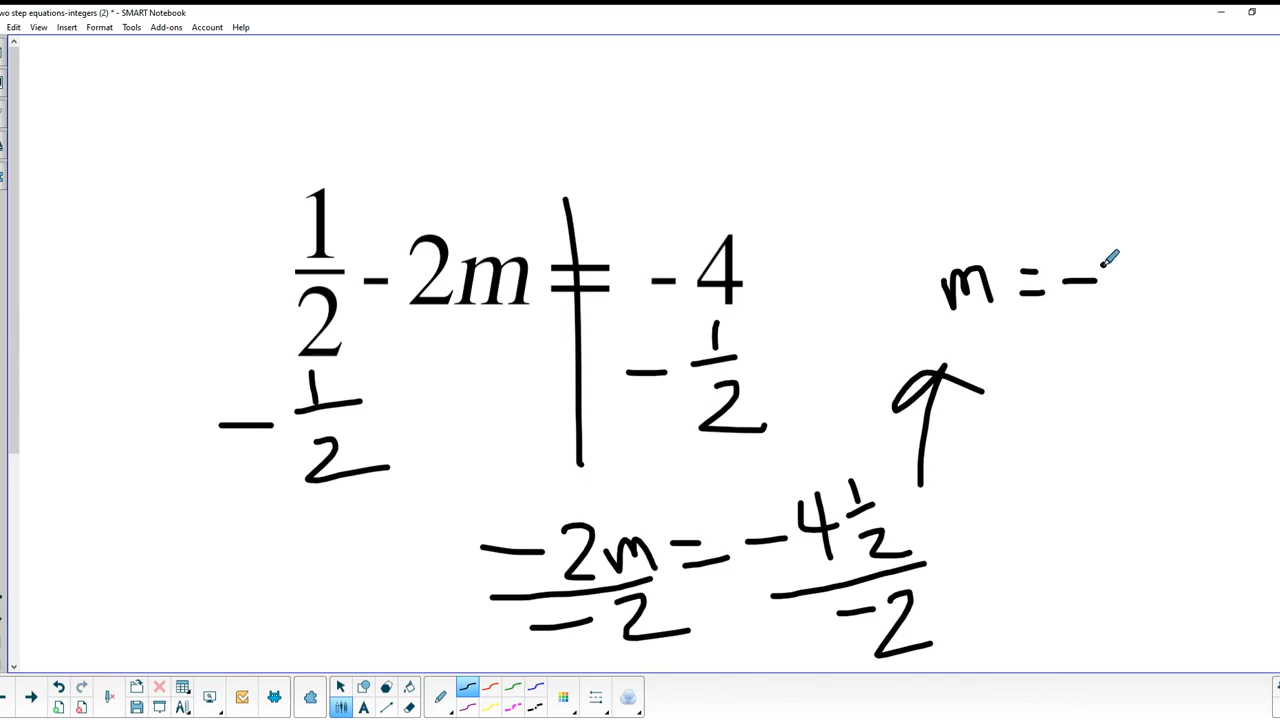 wo step equations-integers (2) * - SMART Notebook
Edit View Insert Format Tools Add-ons Account Help
1/2 - 2m = - 4
- 1/2 - 1/2
m = -
-2m = -4 1/2
-2 -2